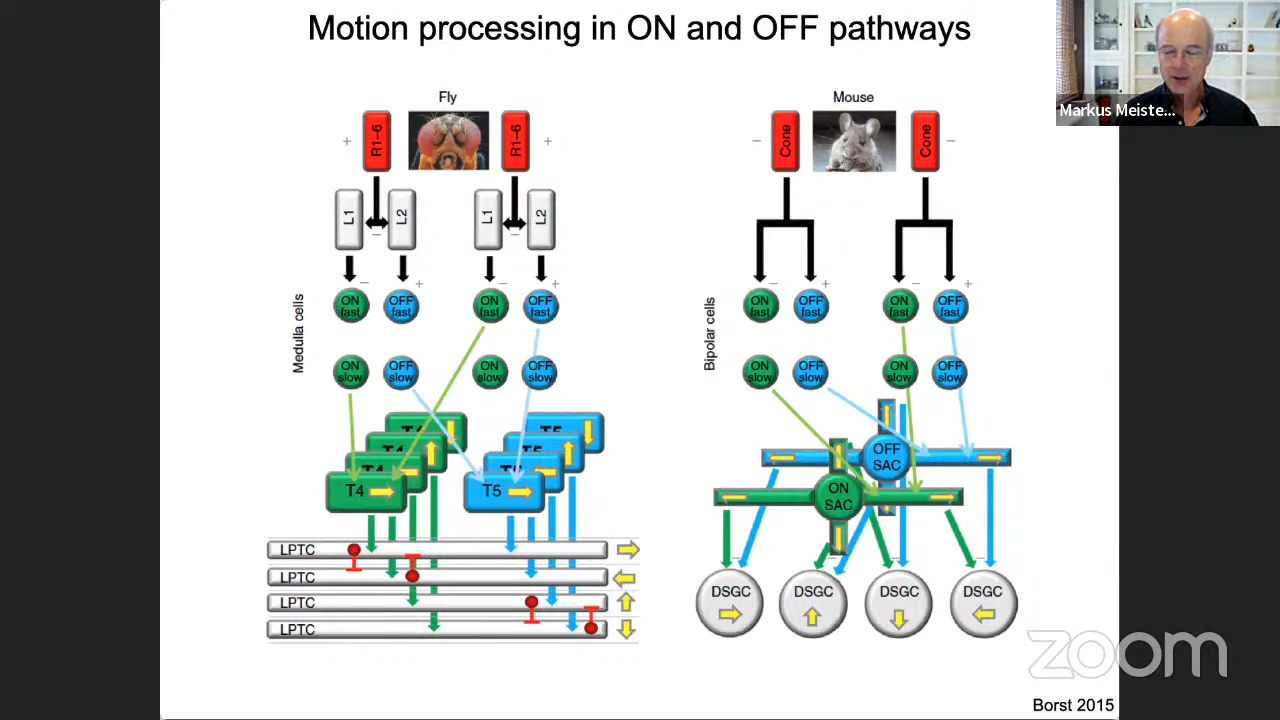 Motion processing in ON and OFF pathways
Markus Meiste...
Fly
Mouse
R1–6
R1–6
Cone
Cone
L1
L2
L1
L2
+
+
−
−
−
−
−
+
−
+
−
+
−
+
Medulla cells
Bipolar cells
ON fast
OFF fast
ON fast
OFF fast
ON fast
OFF fast
ON fast
OFF fast
ON slow
OFF slow
ON slow
OFF slow
ON slow
OFF slow
ON slow
OFF slow
T4
T5
T4
T5
OFF SAC
ON SAC
LPTC
LPTC
LPTC
LPTC
DSGC
DSGC
DSGC
DSGC
zoom
Borst 2015